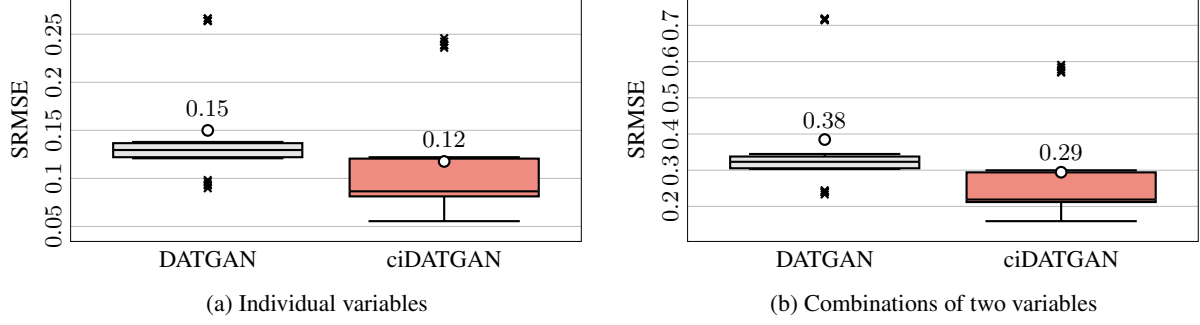 SRMSE
0.25
0.2
0.15
0.1
0.05
0.15
0.12
DATGAN
ciDATGAN
(a) Individual variables
SRMSE
0.7
0.6
0.5
0.4
0.3
0.2
0.38
0.29
DATGAN
ciDATGAN
(b) Combinations of two variables